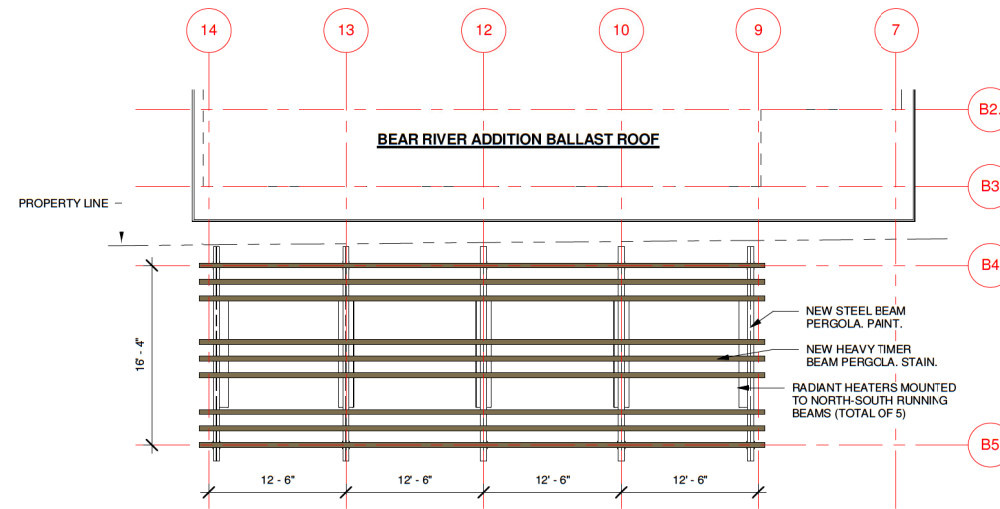 14 13 12 10 9 7
B2.
BEAR RIVER ADDITION BALLAST ROOF
B3
PROPERTY LINE
B4
NEW STEEL BEAM
PERGOLA. PAINT.
NEW HEAVY TIMER
BEAM PERGOLA. STAIN.
16' - 4"
RADIANT HEATERS MOUNTED
TO NORTH-SOUTH RUNNING
BEAMS (TOTAL OF 5)
B5
12 - 6" 12' - 6" 12' - 6" 12' - 6"